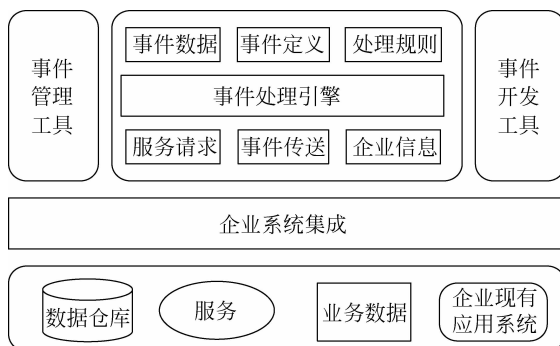 事件
管理
工具
事件数据
事件定义
处理规则
事件处理引擎
服务请求
事件传送
企业信息
事件
开发
工具
企业系统集成
数据仓库
服务
业务数据
企业现有
应用系统